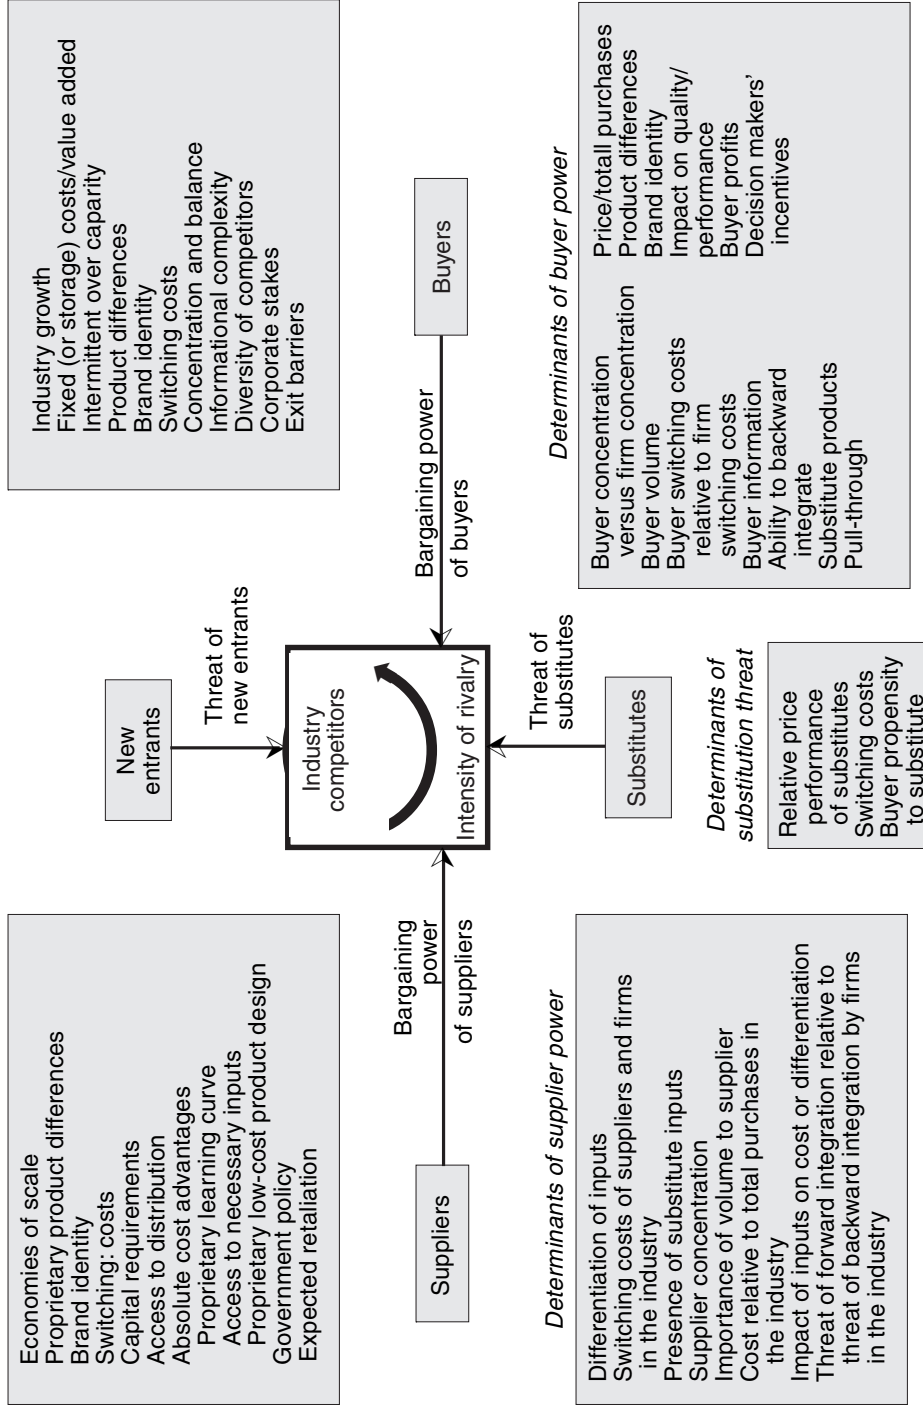 Economies of scale
Proprietary product differences
Brand identity
Switching: costs
Capital requirements
Access to distribution
Absolute cost advantages
Proprietary learning curve
Access to necessary inputs
Proprietary low-cost product design
Government policy
Expected retaliation
New
entrants
Threat of
new entrants
Industry growth
Fixed (or storage) costs/value added
Intermittent over caparity
Product differences
Brand identity
Switching costs
Concentration and balance
Informational complexity
Diversity of competitors
Corporate stakes
Exit barriers
Suppliers
Bargaining
power
of suppliers
Industry
competitors
Intensity of rivalry
Bargaining power
of buyers
Buyers
Threat of
substitutes
Substitutes
Determinants of supplier power
Differentiation of inputs
Switching costs of suppliers and firms
in the industry
Presence of substitute inputs
Supplier concentration
Importance of volume to supplier
Cost relative to total purchases in
the industry
Impact of inputs on cost or differentiation
Threat of forward integration relative to
threat of backward integration by firms
in the industry
Determinants of
substitution threat
Relative price
performance
of substitutes
Switching costs
Buyer propensity
to substitute
Determinants of buyer power
Buyer concentration
versus firm concentration
Buyer volume
Buyer switching costs
relative to firm
switching costs
Buyer information
Ability to backward
integrate
Substitute products
Pull-through
Price/totall purchases
Product differences
Brand identity
Impact on quality/
performance
Buyer profits
Decision makers’
incentives